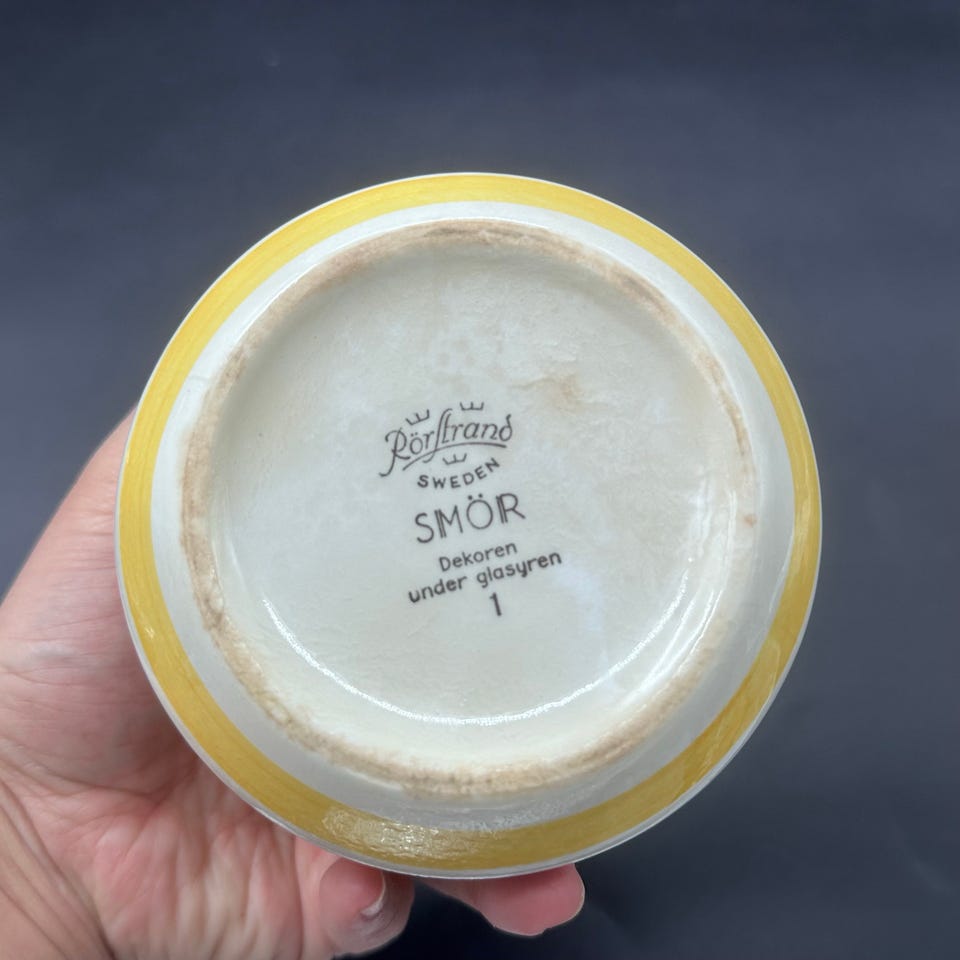 Rörstrand
SWEDEN
SMÖR
Dekoren
under glasyren
1